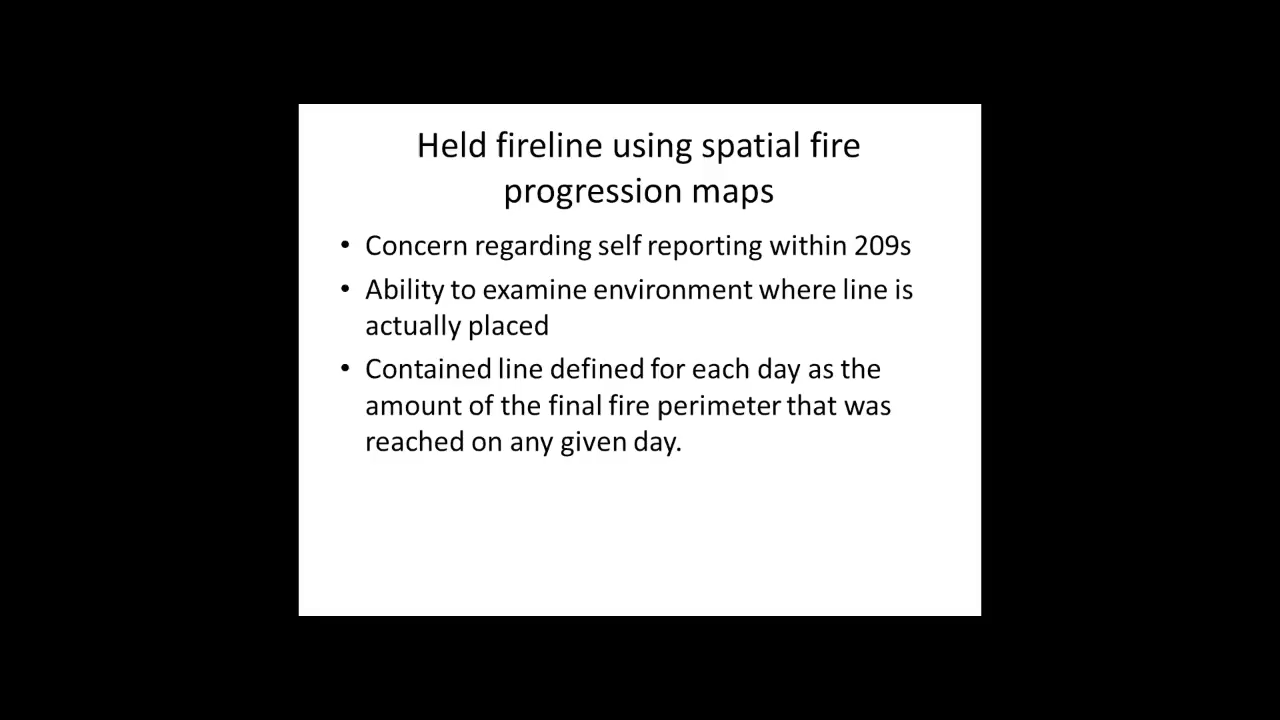 Held fireline using spatial fire
progression maps
• Concern regarding self reporting within 209s
• Ability to examine environment where line is
actually placed
• Contained line defined for each day as the
amount of the final fire perimeter that was
reached on any given day.